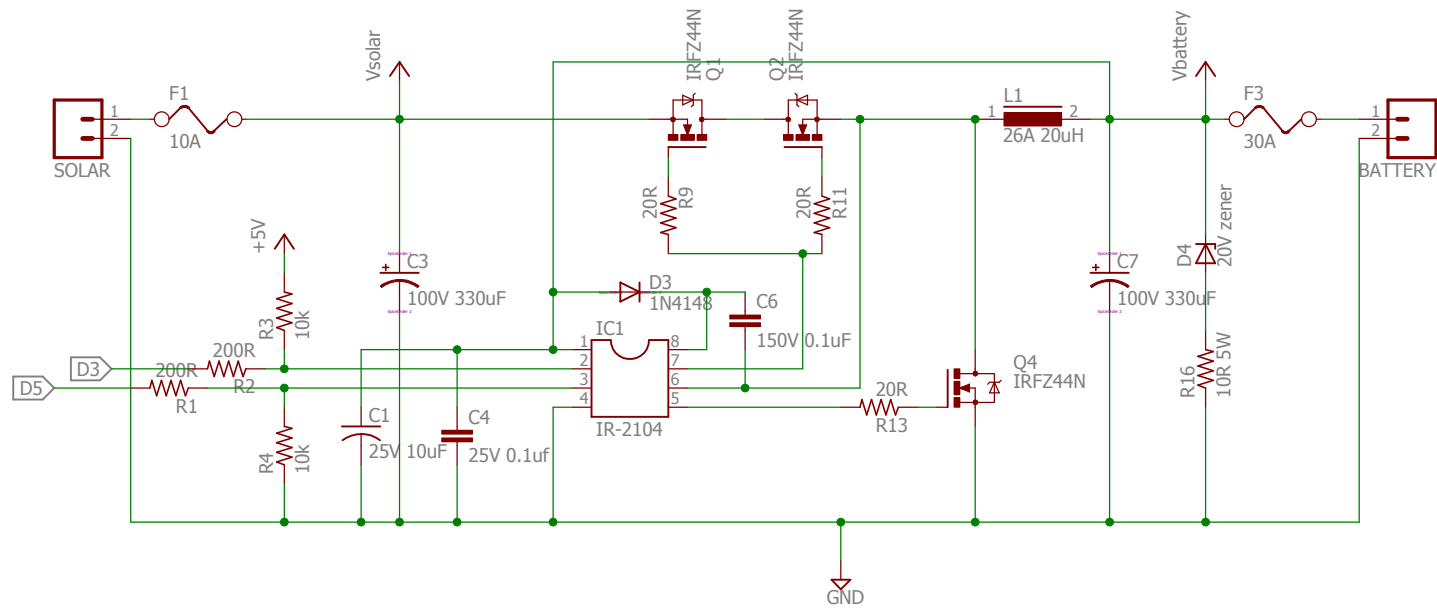 Vsolar
IRFZ44N
Q1
Q2
IRFZ44N
Vbattery
F1
1
2
10A
SOLAR
1
L1
2
26A 20uH
F3
30A
1
2
BATTERY
20R
R9
20R
R11
+5V
C3
100V 330uF
D3
1N4148
C6
150V 0.1uF
C7
100V 330uF
D4
20V zener
R3
10k
IC1
D3
200R
R2
D5
200R
R1
1
2
3
4
8
7
6
5
IR-2104
Q4
IRFZ44N
20R
R13
R16
10R 5W
R4
10k
C1
25V 10uF
C4
25V 0.1uf
GND